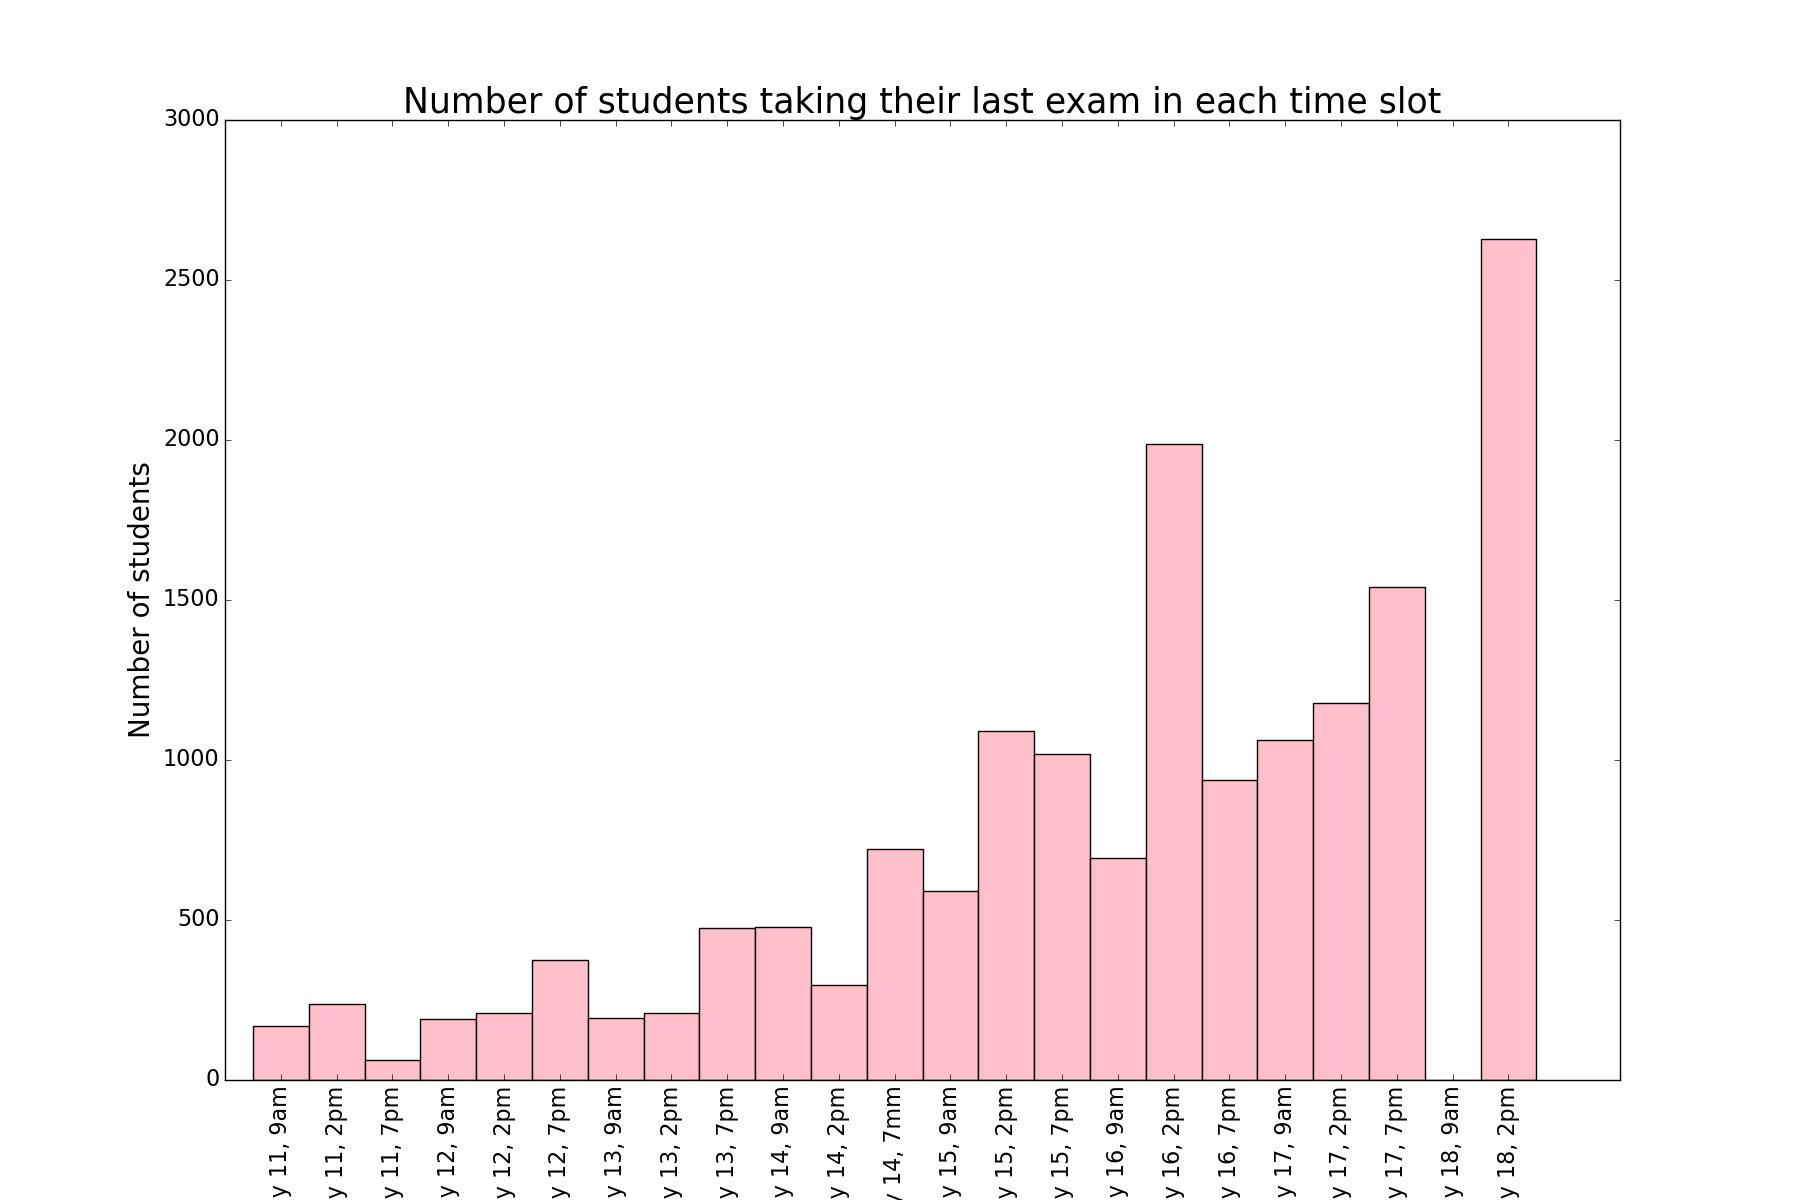 Number of students taking their last exam in each time slot
3000
2500
2000
1500
1000
500
0
Number of students
y 11, 9am
y 11, 2pm
y 11, 7pm
y 12, 9am
y 12, 2pm
y 12, 7pm
y 13, 9am
y 13, 2pm
y 13, 7pm
y 14, 9am
y 14, 2pm
y 14, 7mm
y 15, 9am
y 15, 2pm
y 15, 7pm
y 16, 9am
y 16, 2pm
y 16, 7pm
y 17, 9am
y 17, 2pm
y 17, 7pm
y 18, 9am
y 18, 2pm